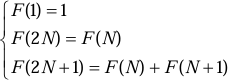 F(1) = 1
F(2N) = F(N)
F(2N + 1) = F(N) + F(N + 1)